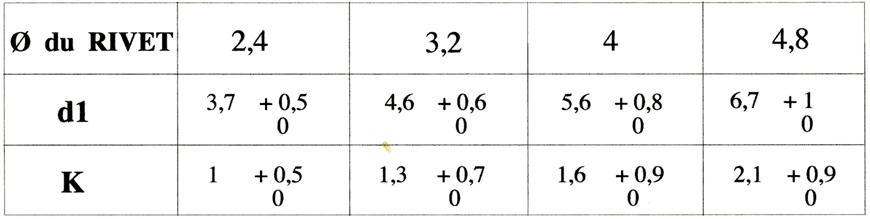 Ø du RIVET 2,4 3,2 4 4,8
d1 3,7 + 0,5 4,6 + 0,6 5,6 + 0,8 6,7 + 1
0 0 0 0
K 1 + 0,5 1,3 + 0,7 1,6 + 0,9 2,1 + 0,9
0 0 0 0